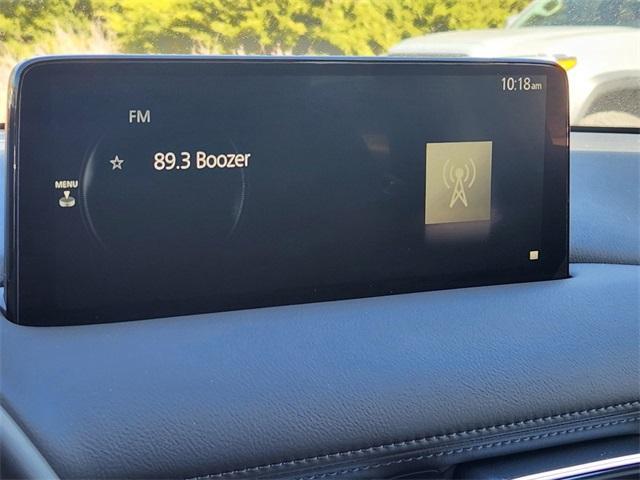 10:18am
FM
☆ 89.3 Boozer
MENU